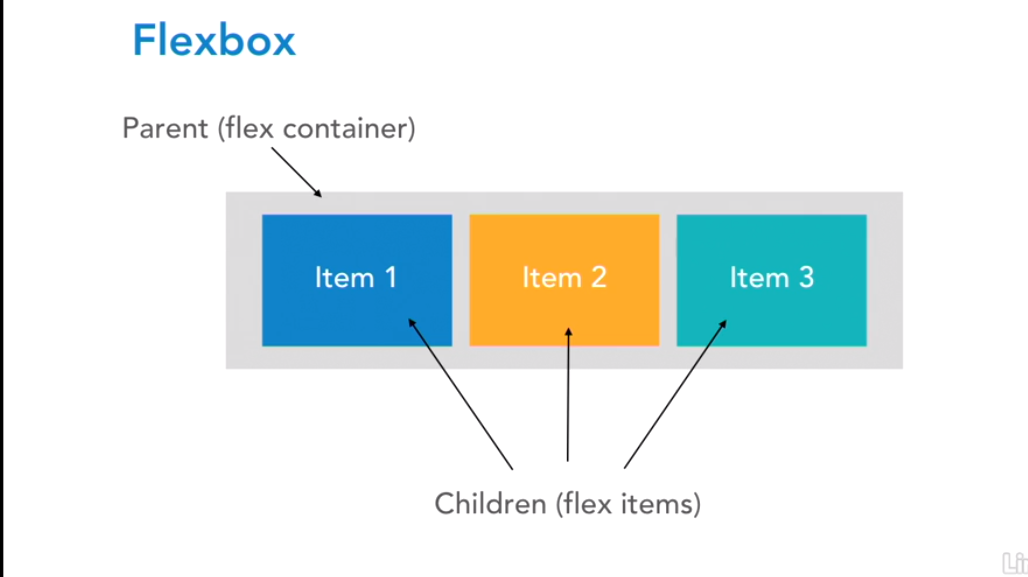 Flexbox
Parent (flex container)
Item 1
Item 2
Item 3
Children (flex items)